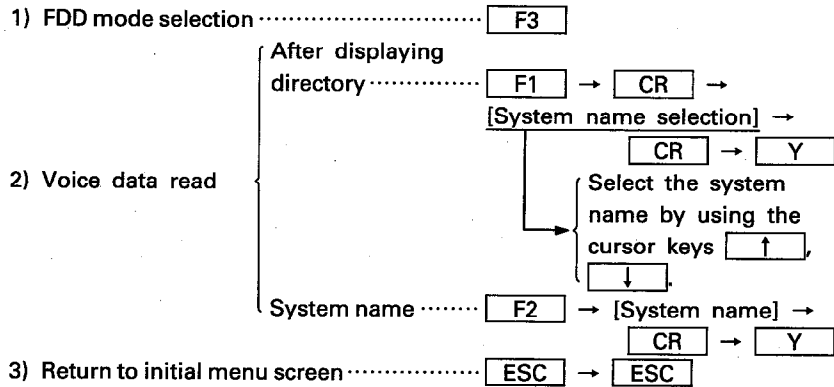 1) FDD mode selection ........................ F3
After displaying
directory ............ F1 → CR →
[System name selection] →
CR → Y
2) Voice data read
Select the system
name by using the
cursor keys ↑,
↓.
System name ........ F2 → [System name] →
CR → Y
3) Return to initial menu screen ............... ESC → ESC